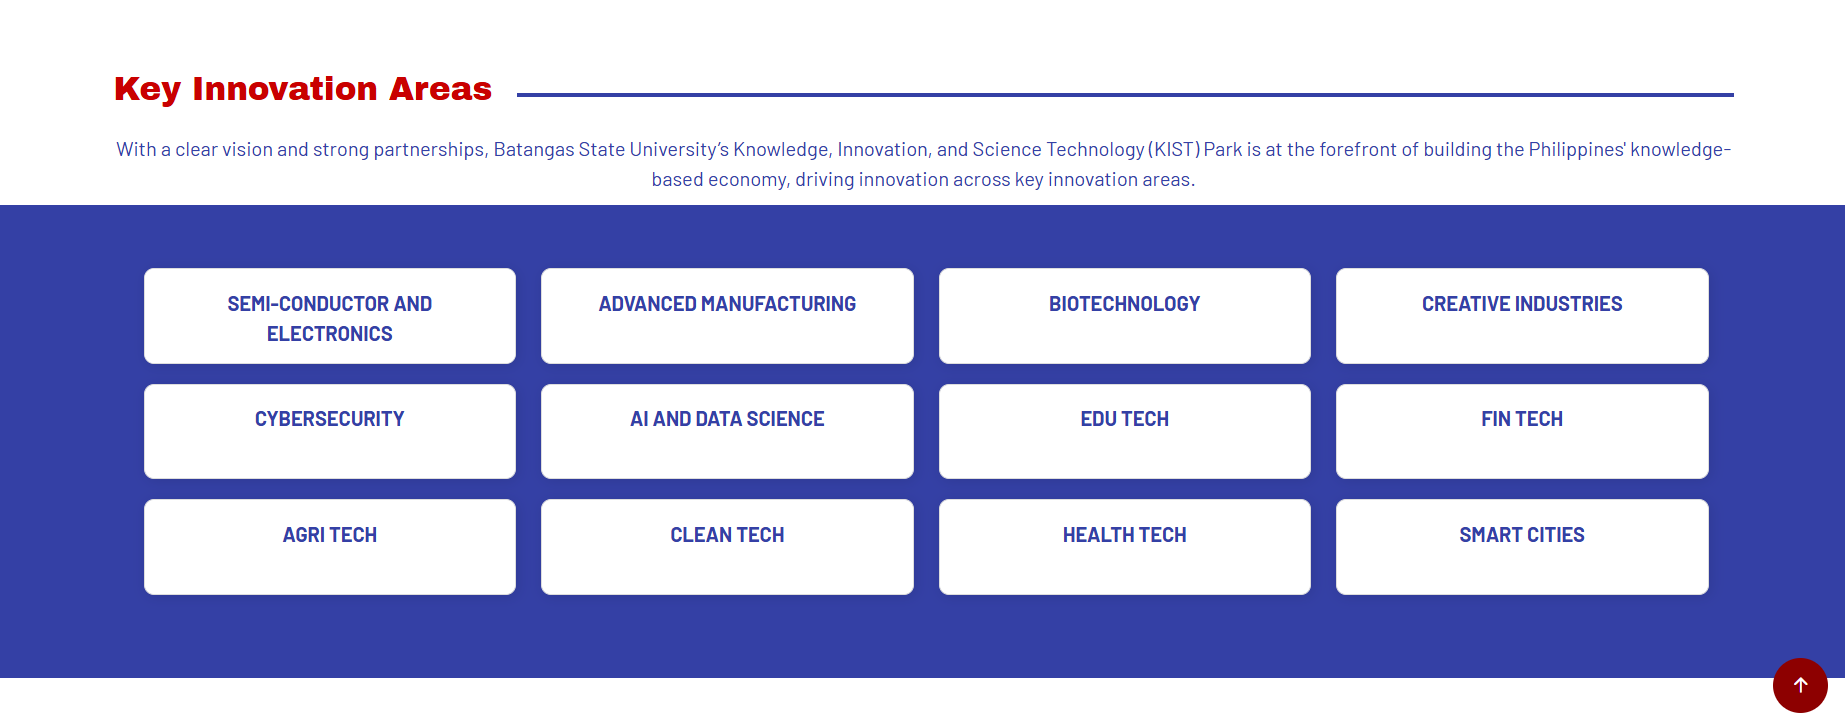 Key Innovation Areas
With a clear vision and strong partnerships, Batangas State University’s Knowledge, Innovation, and Science Technology (KIST) Park is at the forefront of building the Philippines' knowledge-
based economy, driving innovation across key innovation areas.
SEMI-CONDUCTOR AND
ELECTRONICS
ADVANCED MANUFACTURING
BIOTECHNOLOGY
CREATIVE INDUSTRIES
CYBERSECURITY
AI AND DATA SCIENCE
EDU TECH
FIN TECH
AGRI TECH
CLEAN TECH
HEALTH TECH
SMART CITIES